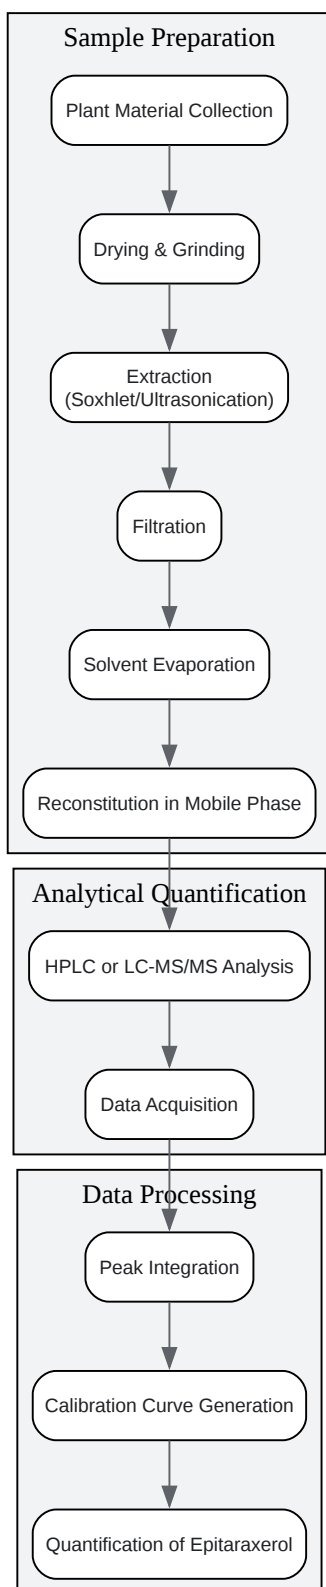 Sample Preparation
Plant Material Collection
Drying & Grinding
Extraction
(Soxhlet/Ultrasonication)
Filtration
Solvent Evaporation
Reconstitution in Mobile Phase
Analytical Quantification
HPLC or LC-MS/MS Analysis
Data Acquisition
Data Processing
Peak Integration
Calibration Curve Generation
Quantification of Epitaraxerol